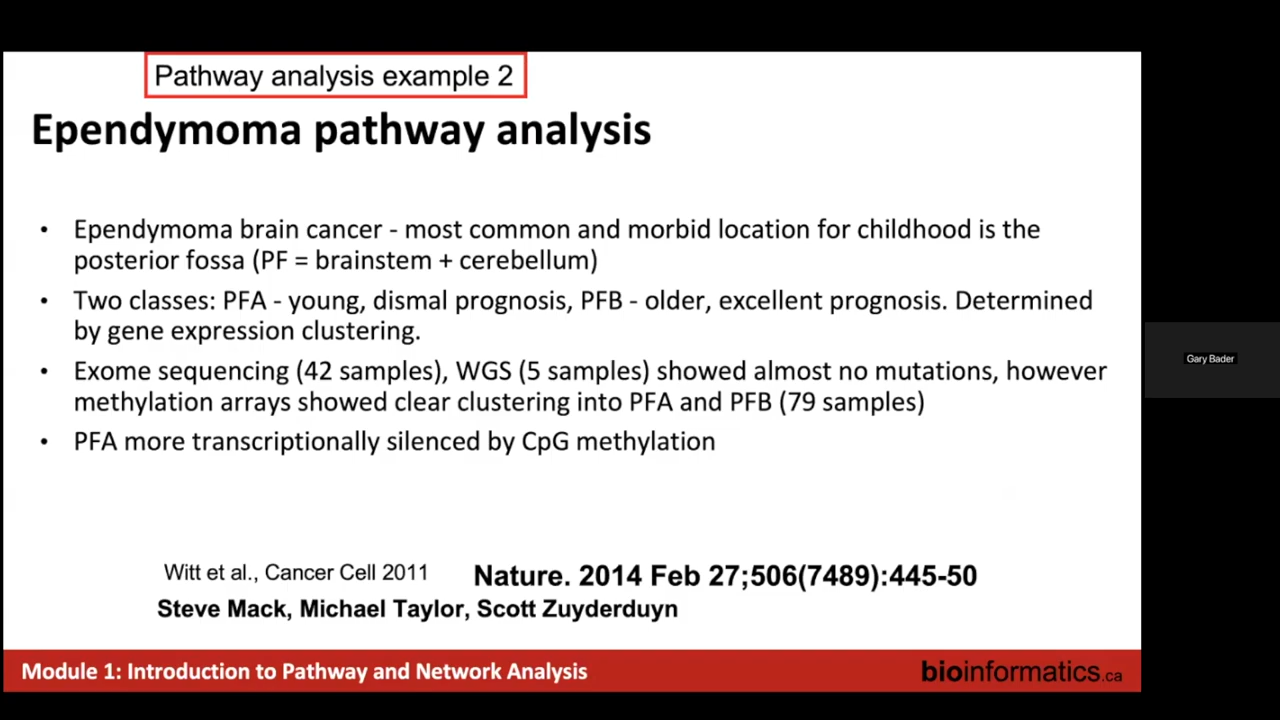 Pathway analysis example 2
Ependymoma pathway analysis
• Ependymoma brain cancer - most common and morbid location for childhood is the
posterior fossa (PF = brainstem + cerebellum)
• Two classes: PFA - young, dismal prognosis, PFB - older, excellent prognosis. Determined
by gene expression clustering.
• Exome sequencing (42 samples), WGS (5 samples) showed almost no mutations, however
methylation arrays showed clear clustering into PFA and PFB (79 samples)
• PFA more transcriptionally silenced by CpG methylation
Gary Bader
Witt et al., Cancer Cell 2011
Nature. 2014 Feb 27;506(7489):445-50
Steve Mack, Michael Taylor, Scott Zuyderduyn
Module 1: Introduction to Pathway and Network Analysis
bioinformatics.ca